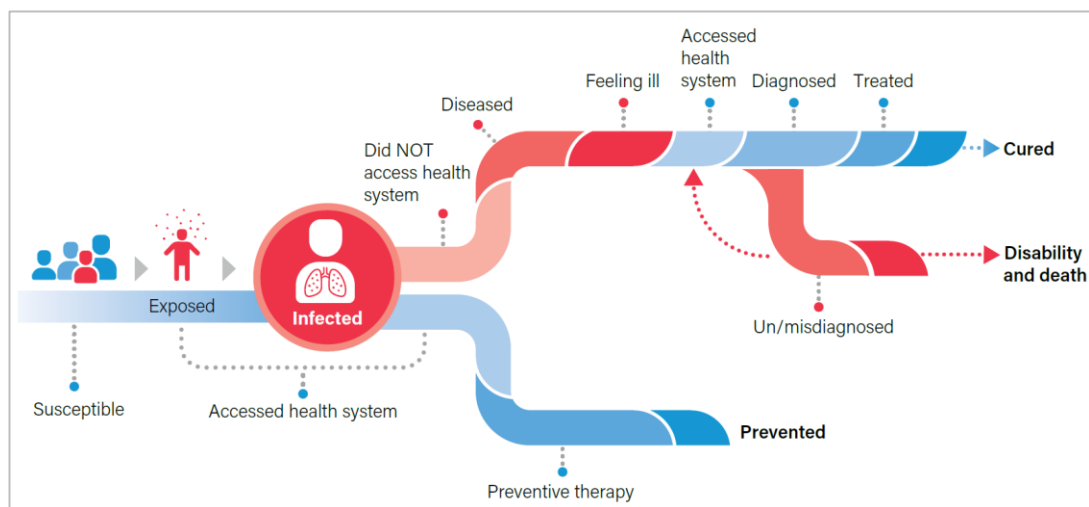 Accessed
health
system
Feeling ill
Diagnosed
Treated
Diseased
Did NOT
access health
system
Cured
Disability
and death
Exposed
Infected
Un/misdiagnosed
Susceptible
Accessed health system
Prevented
Preventive therapy